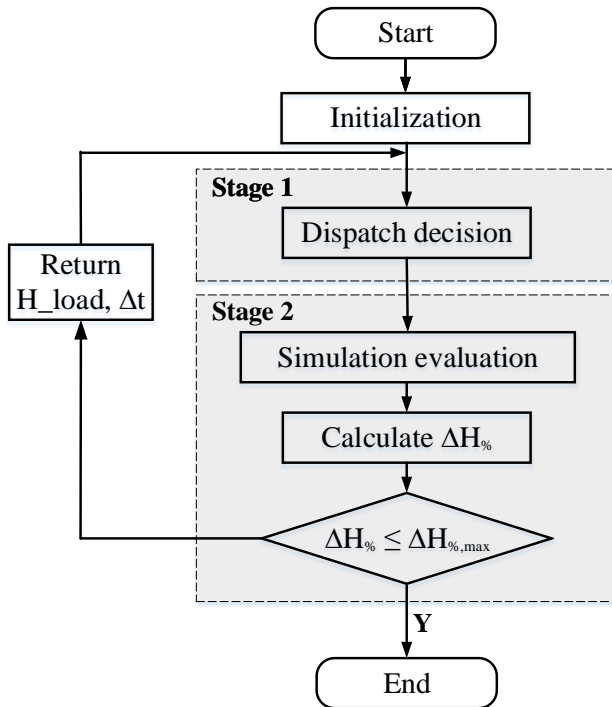 Start
Initialization
Stage 1
Dispatch decision
Return
H_load, Δt
Stage 2
Simulation evaluation
Calculate ΔH%
ΔH% ≤ ΔH%,max
Y
End